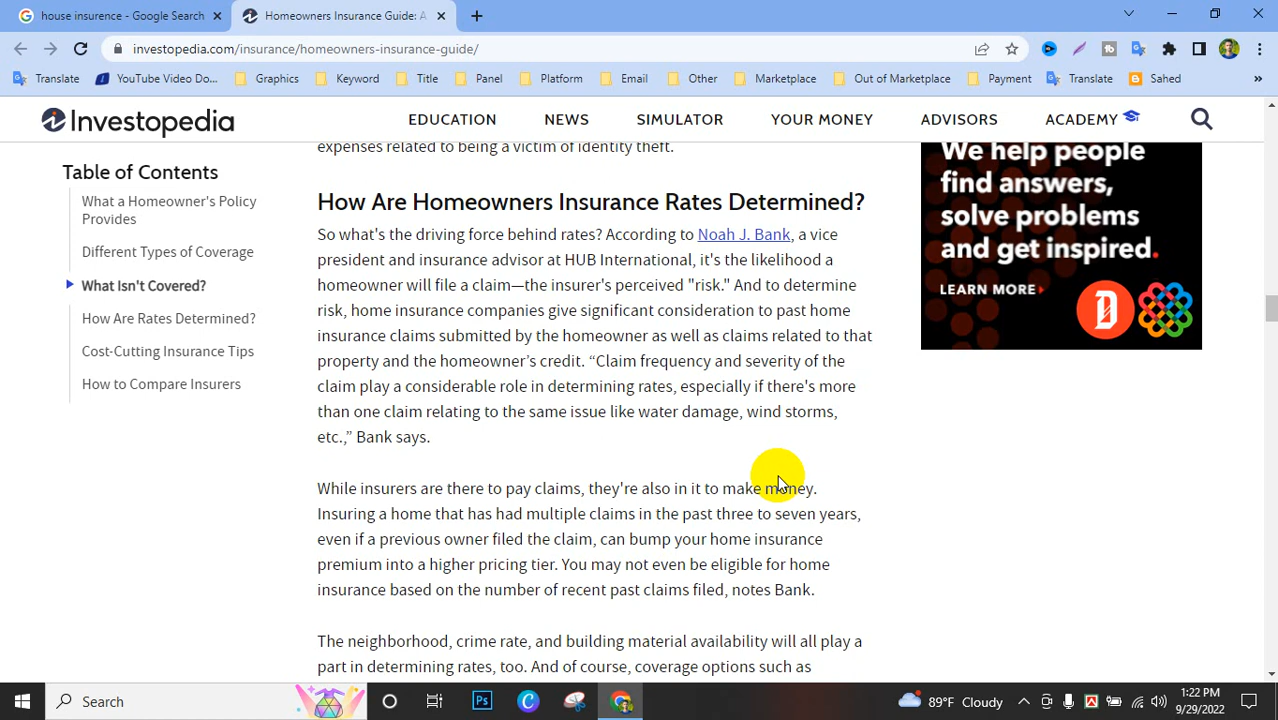 house insurence - Google Search
Homeowners Insurance Guide: A
investopedia.com/insurance/homeowners-insurance-guide/
Translate
YouTube Video Do...
Graphics
Keyword
Title
Panel
Platform
Email
Other
Marketplace
Out of Marketplace
Payment
Translate
Sahed
Investopedia
EDUCATION
NEWS
SIMULATOR
YOUR MONEY
ADVISORS
ACADEMY
Table of Contents
What a Homeowner's Policy
Provides
Different Types of Coverage
What Isn't Covered?
How Are Rates Determined?
Cost-Cutting Insurance Tips
How to Compare Insurers
expenses related to being a victim of identity theft.
How Are Homeowners Insurance Rates Determined?
So what's the driving force behind rates? According to Noah J. Bank, a vice
president and insurance advisor at HUB International, it's the likelihood a
homeowner will file a claim—the insurer's perceived "risk." And to determine
risk, home insurance companies give significant consideration to past home
insurance claims submitted by the homeowner as well as claims related to that
property and the homeowner’s credit. “Claim frequency and severity of the
claim play a considerable role in determining rates, especially if there's more
than one claim relating to the same issue like water damage, wind storms,
etc.,” Bank says.
While insurers are there to pay claims, they're also in it to make money.
Insuring a home that has had multiple claims in the past three to seven years,
even if a previous owner filed the claim, can bump your home insurance
premium into a higher pricing tier. You may not even be eligible for home
insurance based on the number of recent past claims filed, notes Bank.
The neighborhood, crime rate, and building material availability will all play a
part in determining rates, too. And of course, coverage options such as
We help people
find answers,
solve problems
and get inspired.
LEARN MORE
Search
89°F Cloudy
1:22 PM
9/29/2022